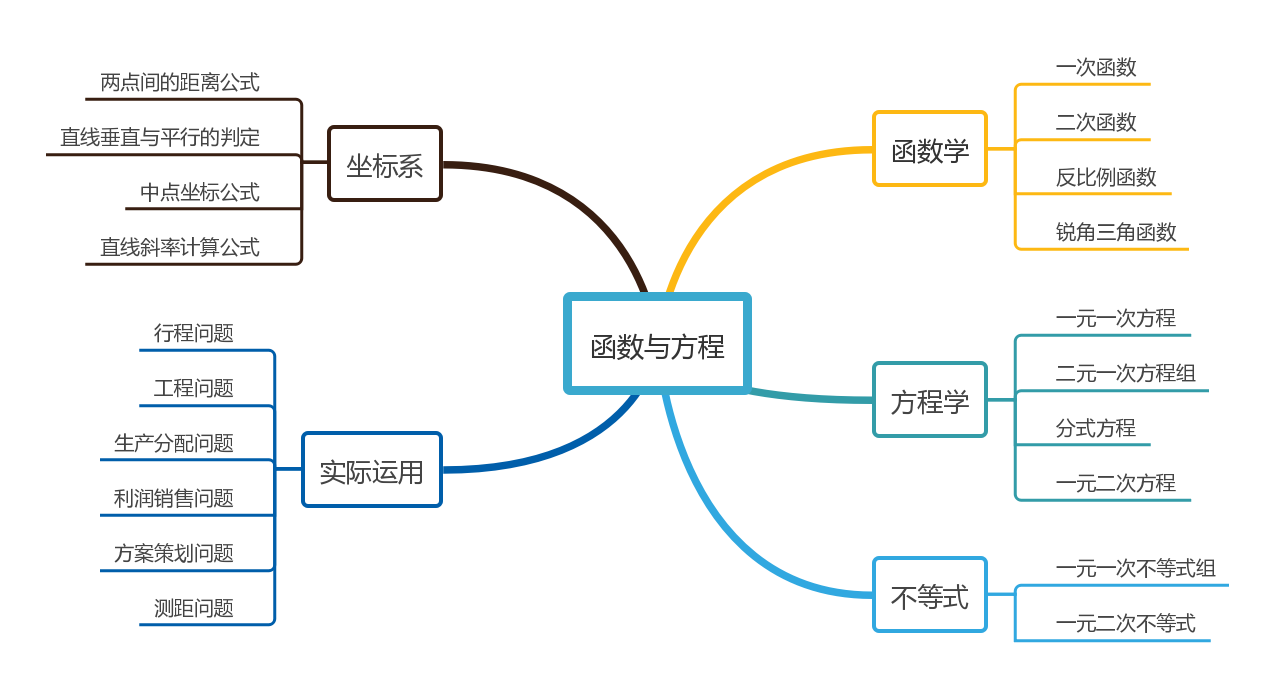 函数与方程
函数学
一次函数
二次函数
反比例函数
锐角三角函数
方程学
一元一次方程
二元一次方程组
分式方程
一元二次方程
不等式
一元一次不等式组
一元二次不等式
坐标系
两点间的距离公式
直线垂直与平行的判定
中点坐标公式
直线斜率计算公式
实际运用
行程问题
工程问题
生产分配问题
利润销售问题
方案策划问题
测距问题